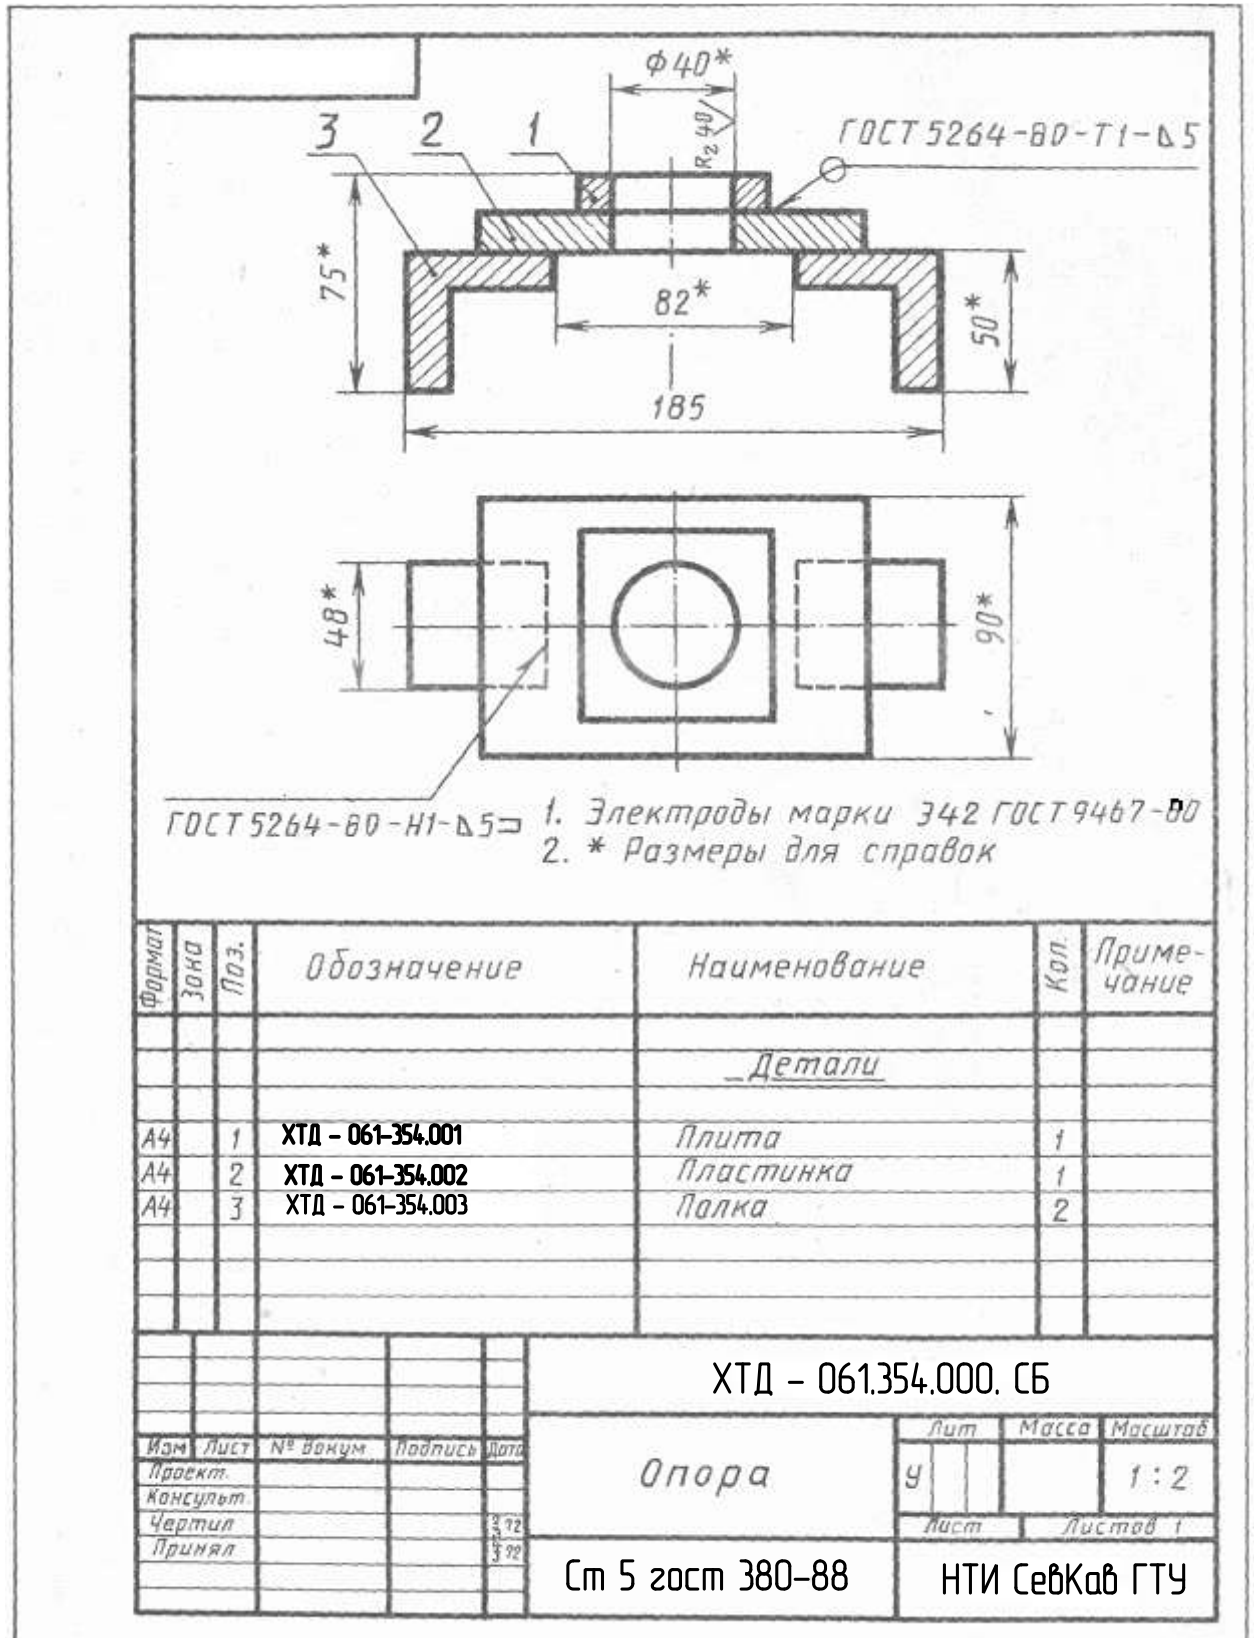 Ф40*
Rz 40
ГОСТ 5264-80-Т1-⊿5
3 2 1
75*
82*
50*
185
48*
90*
ГОСТ 5264-80-Н1-⊿5⊐
1. Электроды марки Э42 ГОСТ 9467-80
2. * Размеры для справок
Формат Зона Поз. Обозначение Наименование Кол. Приме-
чание
Детали
А4 1 ХТД - 061-354.001 Плита 1
А4 2 ХТД - 061-354.002 Пластинка 1
А4 3 ХТД - 061-354.003 Полка 2
ХТД - 061.354.000. СБ
Изм Лист № докум. Подпись Дата
Проект.
Консульт.
Чертил
Принял
Опора
Лит Масса Масштаб
У 1:2
Лист Листов 1
Ст 5 гост 380-88
НТИ СевКав ГТУ